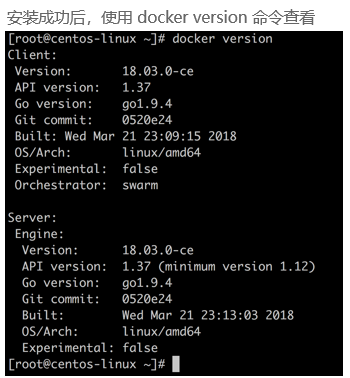 安装成功后，使用 docker version 命令查看
[root@centos-linux ~]# docker version
Client:
 Version:       18.03.0-ce
 API version:   1.37
 Go version:    go1.9.4
 Git commit:    0520e24
 Built: Wed Mar 21 23:09:15 2018
 OS/Arch:       linux/amd64
 Experimental:  false
 Orchestrator:  swarm

Server:
 Engine:
  Version:      18.03.0-ce
  API version:  1.37 (minimum version 1.12)
  Go version:   go1.9.4
  Git commit:   0520e24
  Built:        Wed Mar 21 23:13:03 2018
  OS/Arch:      linux/amd64
  Experimental: false
[root@centos-linux ~]#